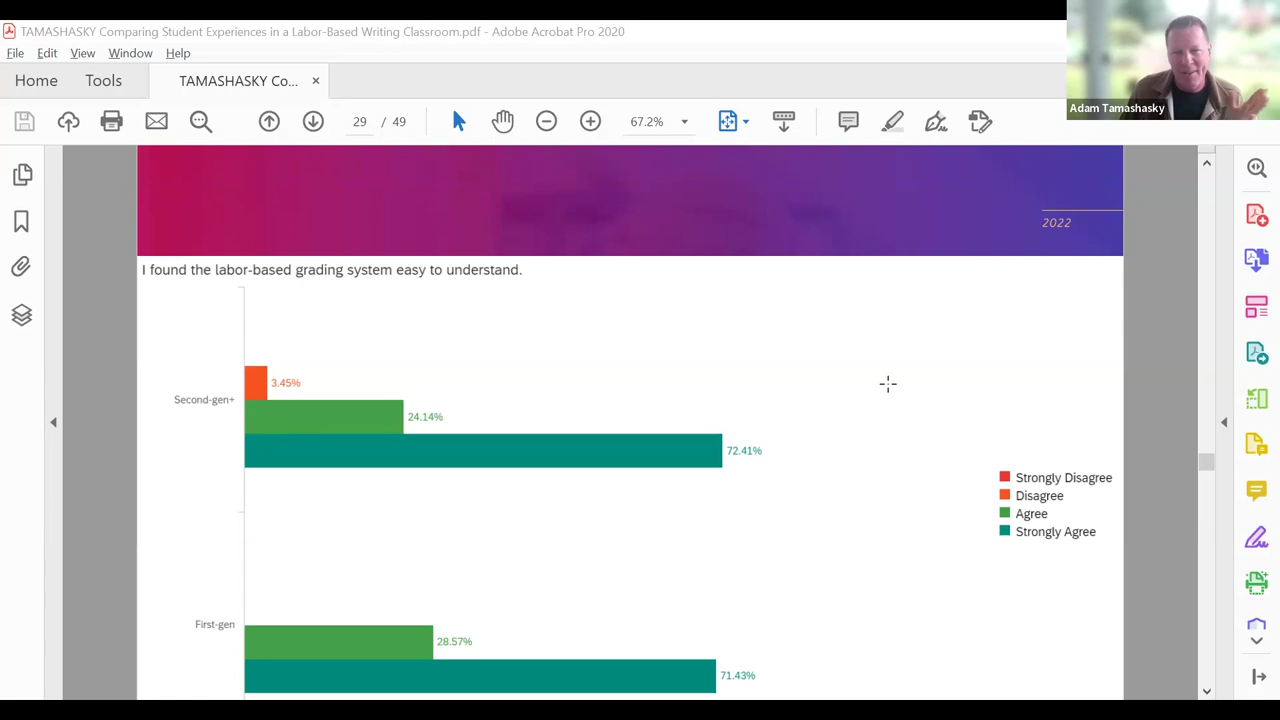 TAMASHASKY Comparing Student Experiences in a Labor-Based Writing Classroom.pdf - Adobe Acrobat Pro 2020
File Edit View Window Help
Home Tools TAMASHASKY Co... ×
29 / 49 67.2%
Adam Tamashasky
2022
I found the labor-based grading system easy to understand.
Second-gen+
3.45%
24.14%
72.41%
Strongly Disagree
Disagree
Agree
Strongly Agree
First-gen
28.57%
71.43%